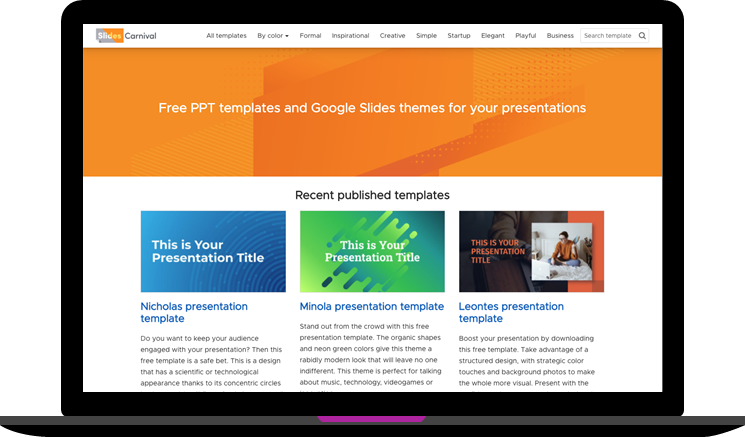 Slides Carnival
All templates By color Formal Inspirational Creative Simple Startup Elegant Playful Business Search template
Free PPT templates and Google Slides themes for your presentations
Recent published templates
This is Your
Presentation Title
Nicholas presentation
template
Do you want to keep your audience
engaged with your presentation? Then this
free template is a safe bet. This is a design
that has a scientific or technological
appearance thanks to its concentric circles
This is Your
Presentation Title
Minola presentation template
Stand out from the crowd with this free
presentation template. The organic shapes
and neon green colors give this theme a
rabidly modern look that will leave no one
indifferent. This theme is perfect for talking
about music, technology, videogames or
THIS IS YOUR
PRESENTATION
TITLE
Leontes presentation
template
Boost your presentation by downloading
this free template. Take advantage of a
structured design, with strategic color
touches and background photos to make
the whole more visual. Present with the